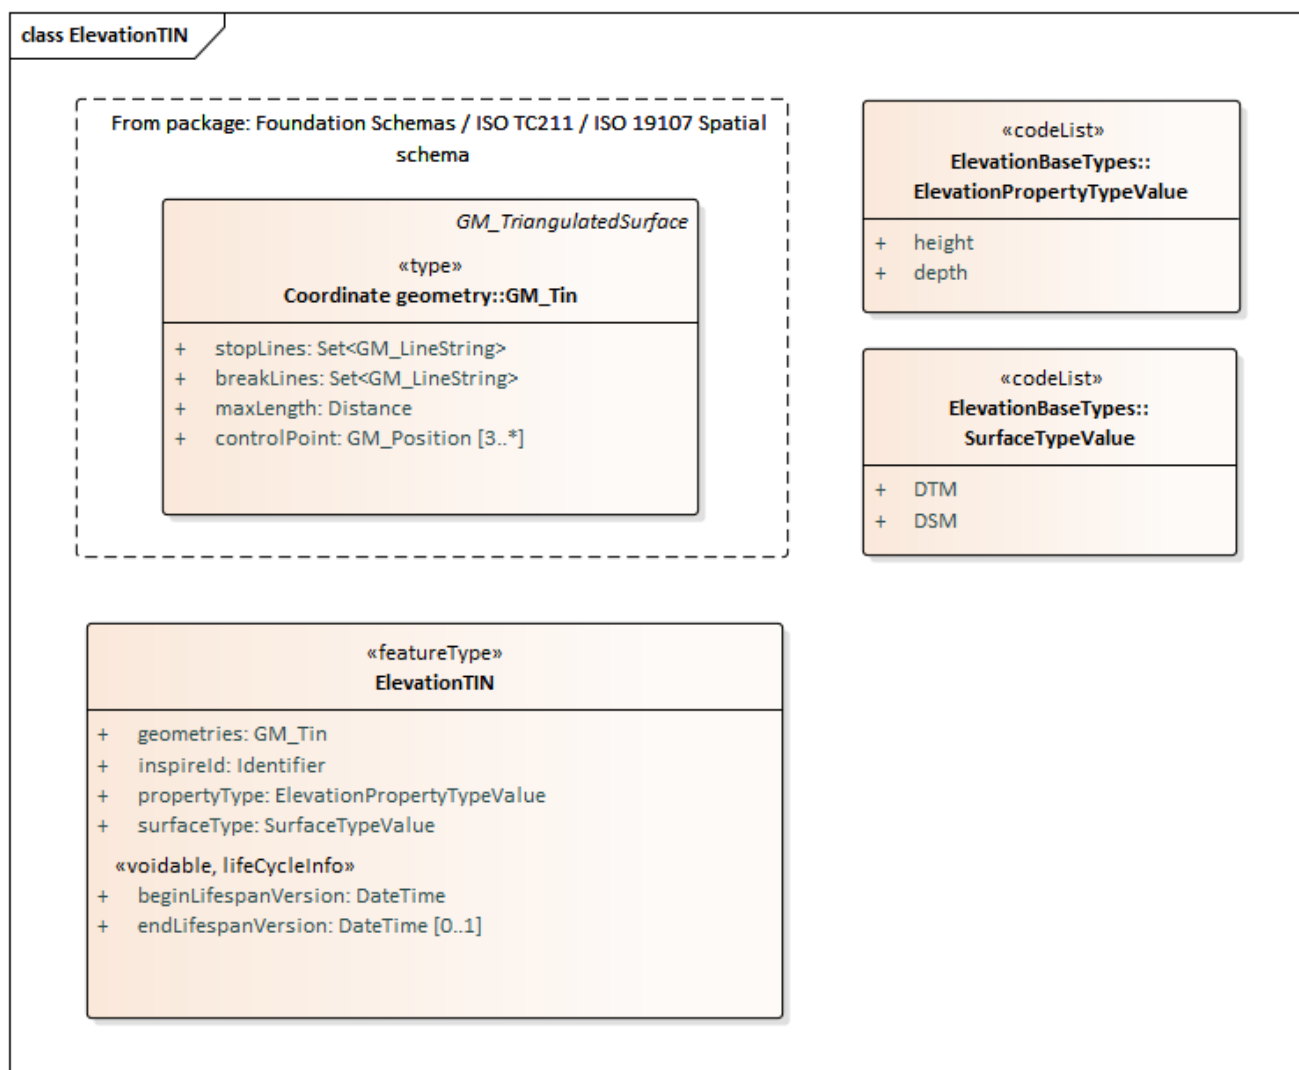 class ElevationTIN
From package: Foundation Schemas / ISO TC211 / ISO 19107 Spatial
schema
GM_TriangulatedSurface
«type»
Coordinate geometry::GM_Tin
+ stopLines: Set<GM_LineString>
+ breakLines: Set<GM_LineString>
+ maxLength: Distance
+ controlPoint: GM_Position [3..*]
«codeList»
ElevationBaseTypes::
ElevationPropertyTypeValue
+ height
+ depth
«codeList»
ElevationBaseTypes::
SurfaceTypeValue
+ DTM
+ DSM
«featureType»
ElevationTIN
+ geometries: GM_Tin
+ inspireId: Identifier
+ propertyType: ElevationPropertyTypeValue
+ surfaceType: SurfaceTypeValue
«voidable, lifeCycleInfo»
+ beginLifespanVersion: DateTime
+ endLifespanVersion: DateTime [0..1]